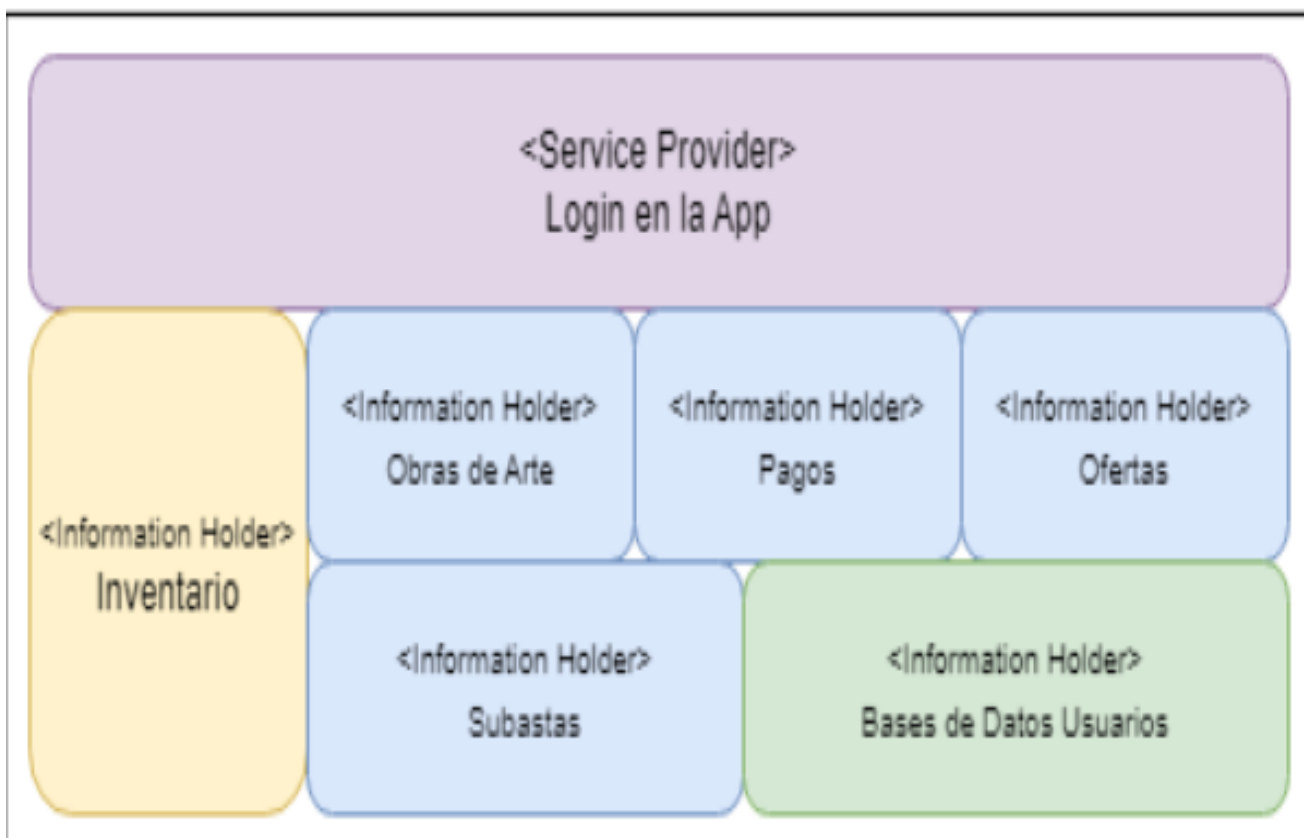 <Service Provider>
Login en la App
<Information Holder>
Inventario
<Information Holder>
Obras de Arte
<Information Holder>
Pagos
<Information Holder>
Ofertas
<Information Holder>
Subastas
<Information Holder>
Bases de Datos Usuarios